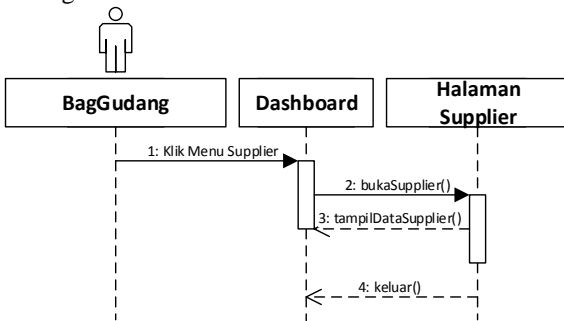 BagGudang
Dashboard
Halaman
Supplier
1: Klik Menu Supplier
2: bukaSupplier()
3: tampilDataSupplier()
4: keluar()